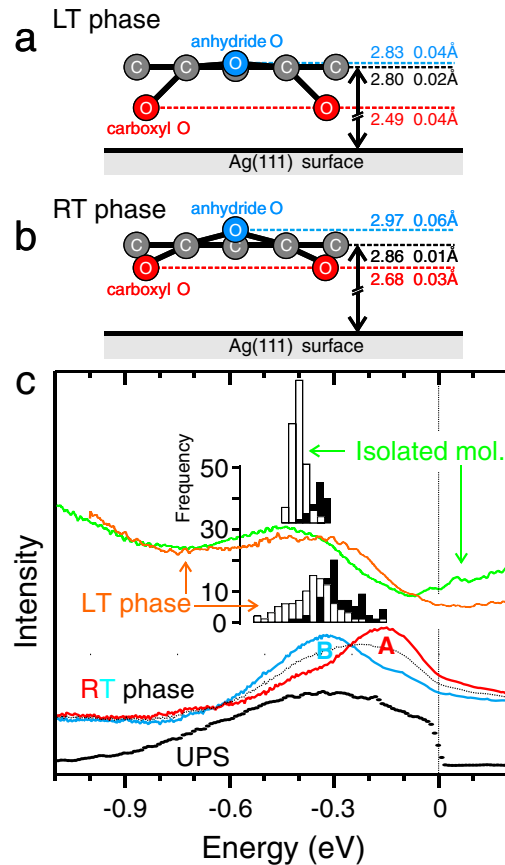 LT phase
a
anhydride O
2.83 0.04Å
C C O C C C
2.80 0.02Å
O O
2.49 0.04Å
carboxyl O
Ag(111) surface
RT phase
b
anhydride O
2.97 0.06Å
O
C C C C C
2.86 0.01Å
O O
2.68 0.03Å
carboxyl O
Ag(111) surface
c
Isolated mol.
Frequency
50
30
10
0
LT phase
B A
RT phase
UPS
Intensity
-0.9 -0.6 -0.3 0
Energy (eV)